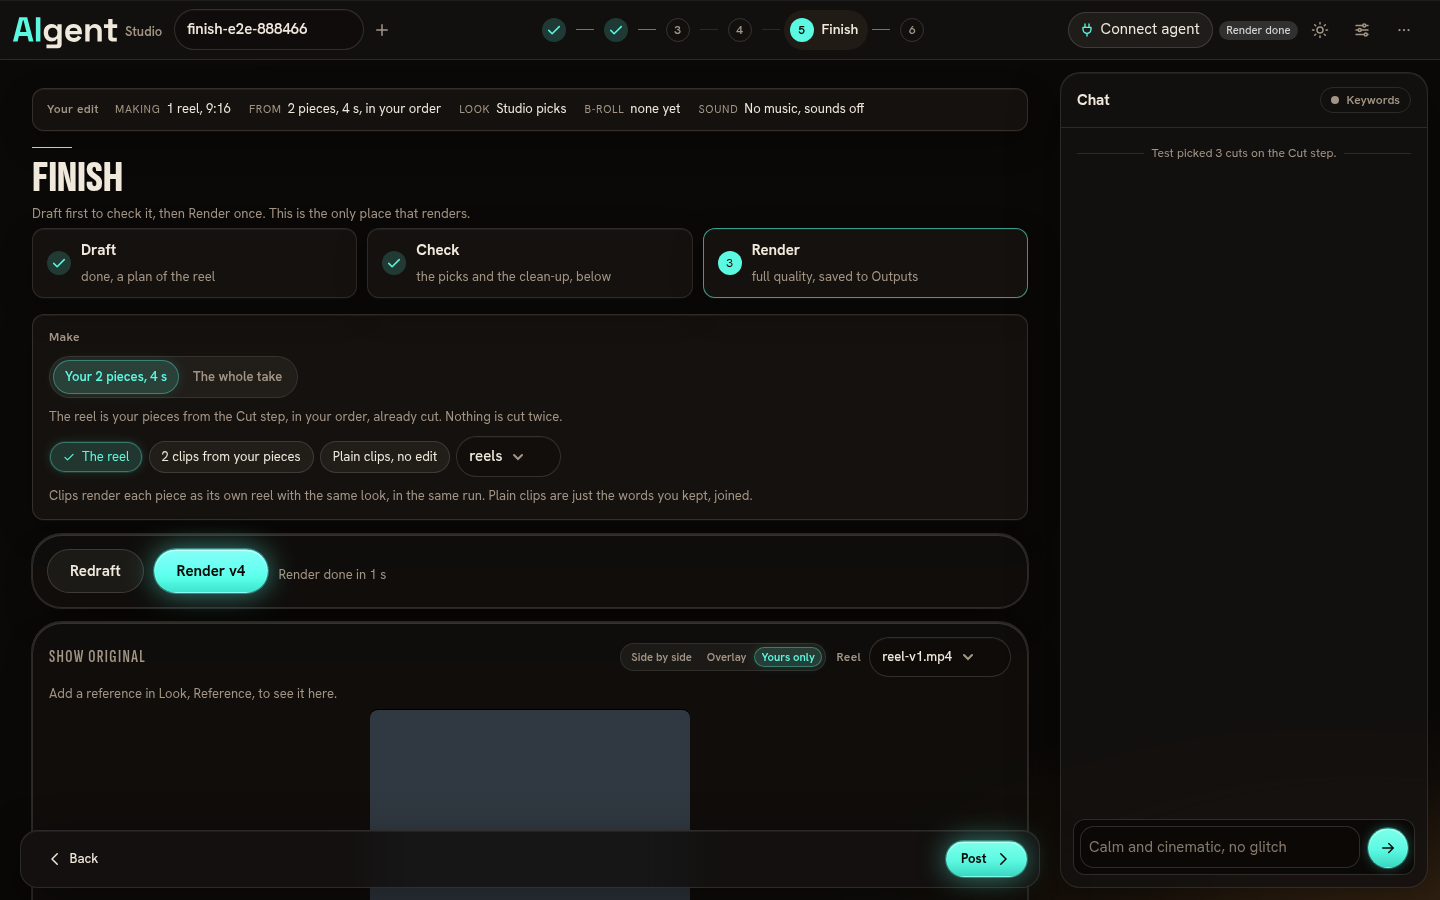 AIgent Studio finish-e2e-888466 +
3 4 5 Finish 6
Connect agent Render done ...
Your edit MAKING 1 reel, 9:16 FROM 2 pieces, 4 s, in your order LOOK Studio picks B-ROLL none yet SOUND No music, sounds off
FINISH
Draft first to check it, then Render once. This is the only place that renders.
Draft
done, a plan of the reel
Check
the picks and the clean-up, below
3 Render
full quality, saved to Outputs
Make
Your 2 pieces, 4 s The whole take
The reel is your pieces from the Cut step, in your order, already cut. Nothing is cut twice.
The reel 2 clips from your pieces Plain clips, no edit reels
Clips render each piece as its own reel with the same look, in the same run. Plain clips are just the words you kept, joined.
Redraft Render v4 Render done in 1 s
SHOW ORIGINAL Side by side Overlay Yours only Reel reel-v1.mp4
Add a reference in Look, Reference, to see it here.
Back Post
Chat Keywords
Test picked 3 cuts on the Cut step.
Calm and cinematic, no glitch